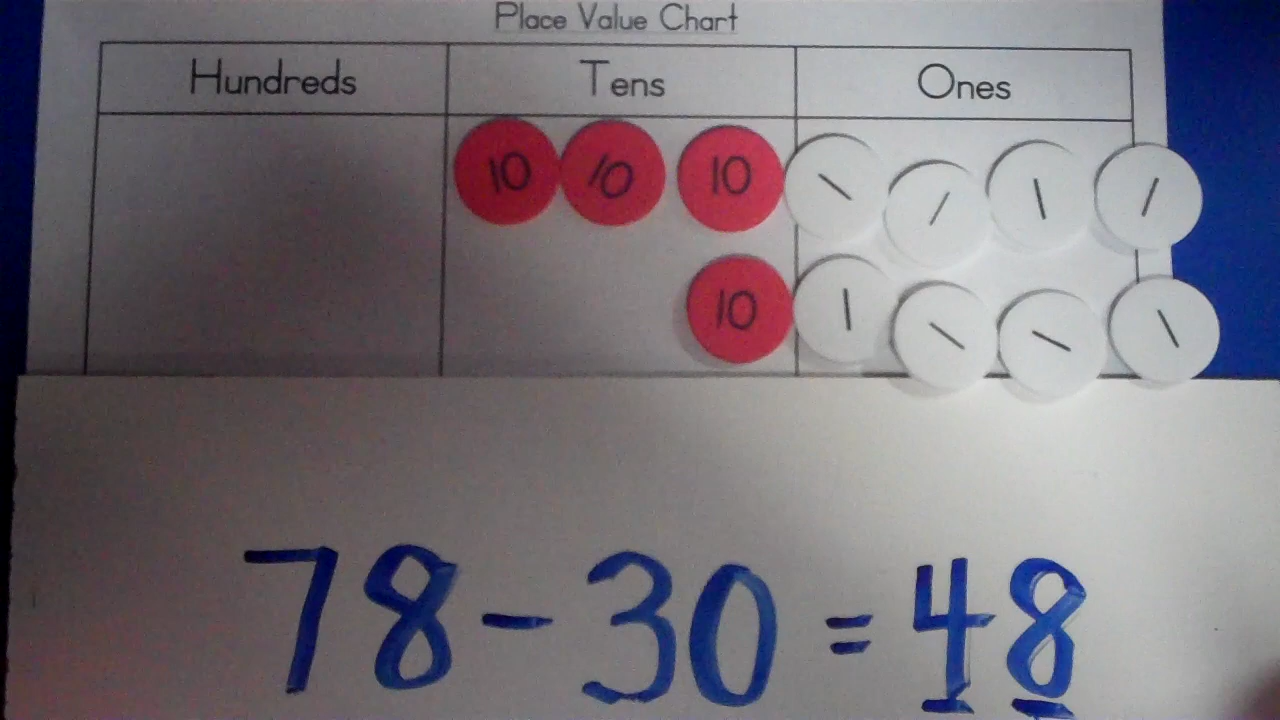 Place Value Chart
Hundreds Tens Ones
10 10 10 1 1 1 1
10 1 1 1 1
78 - 30 = 48